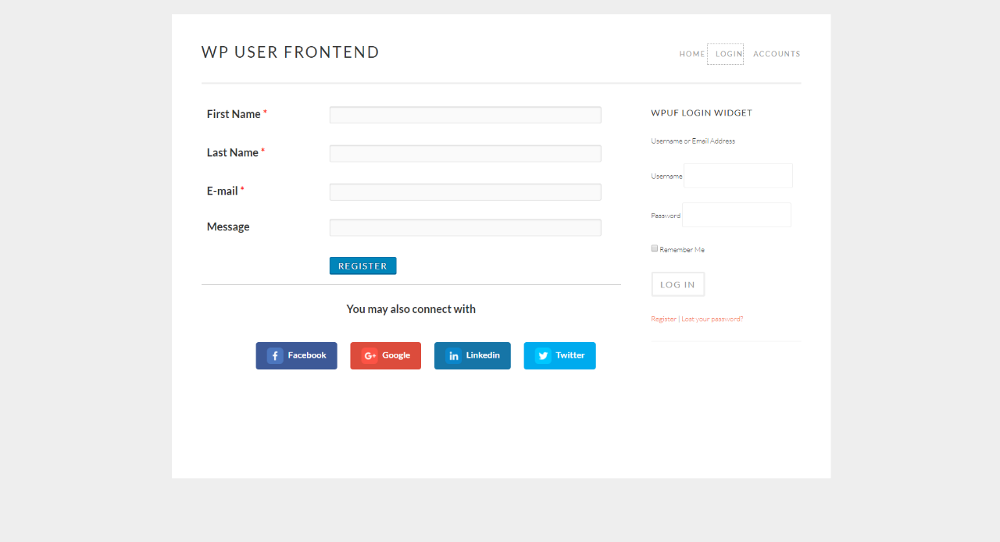 WP USER FRONTEND
HOME LOGIN ACCOUNTS
First Name *
Last Name *
E-mail *
Message
REGISTER
You may also connect with
Facebook Google Linkedin Twitter
WPUF LOGIN WIDGET
Username or Email Address
Username
Password
Remember Me
LOG IN
Register | Lost your password?